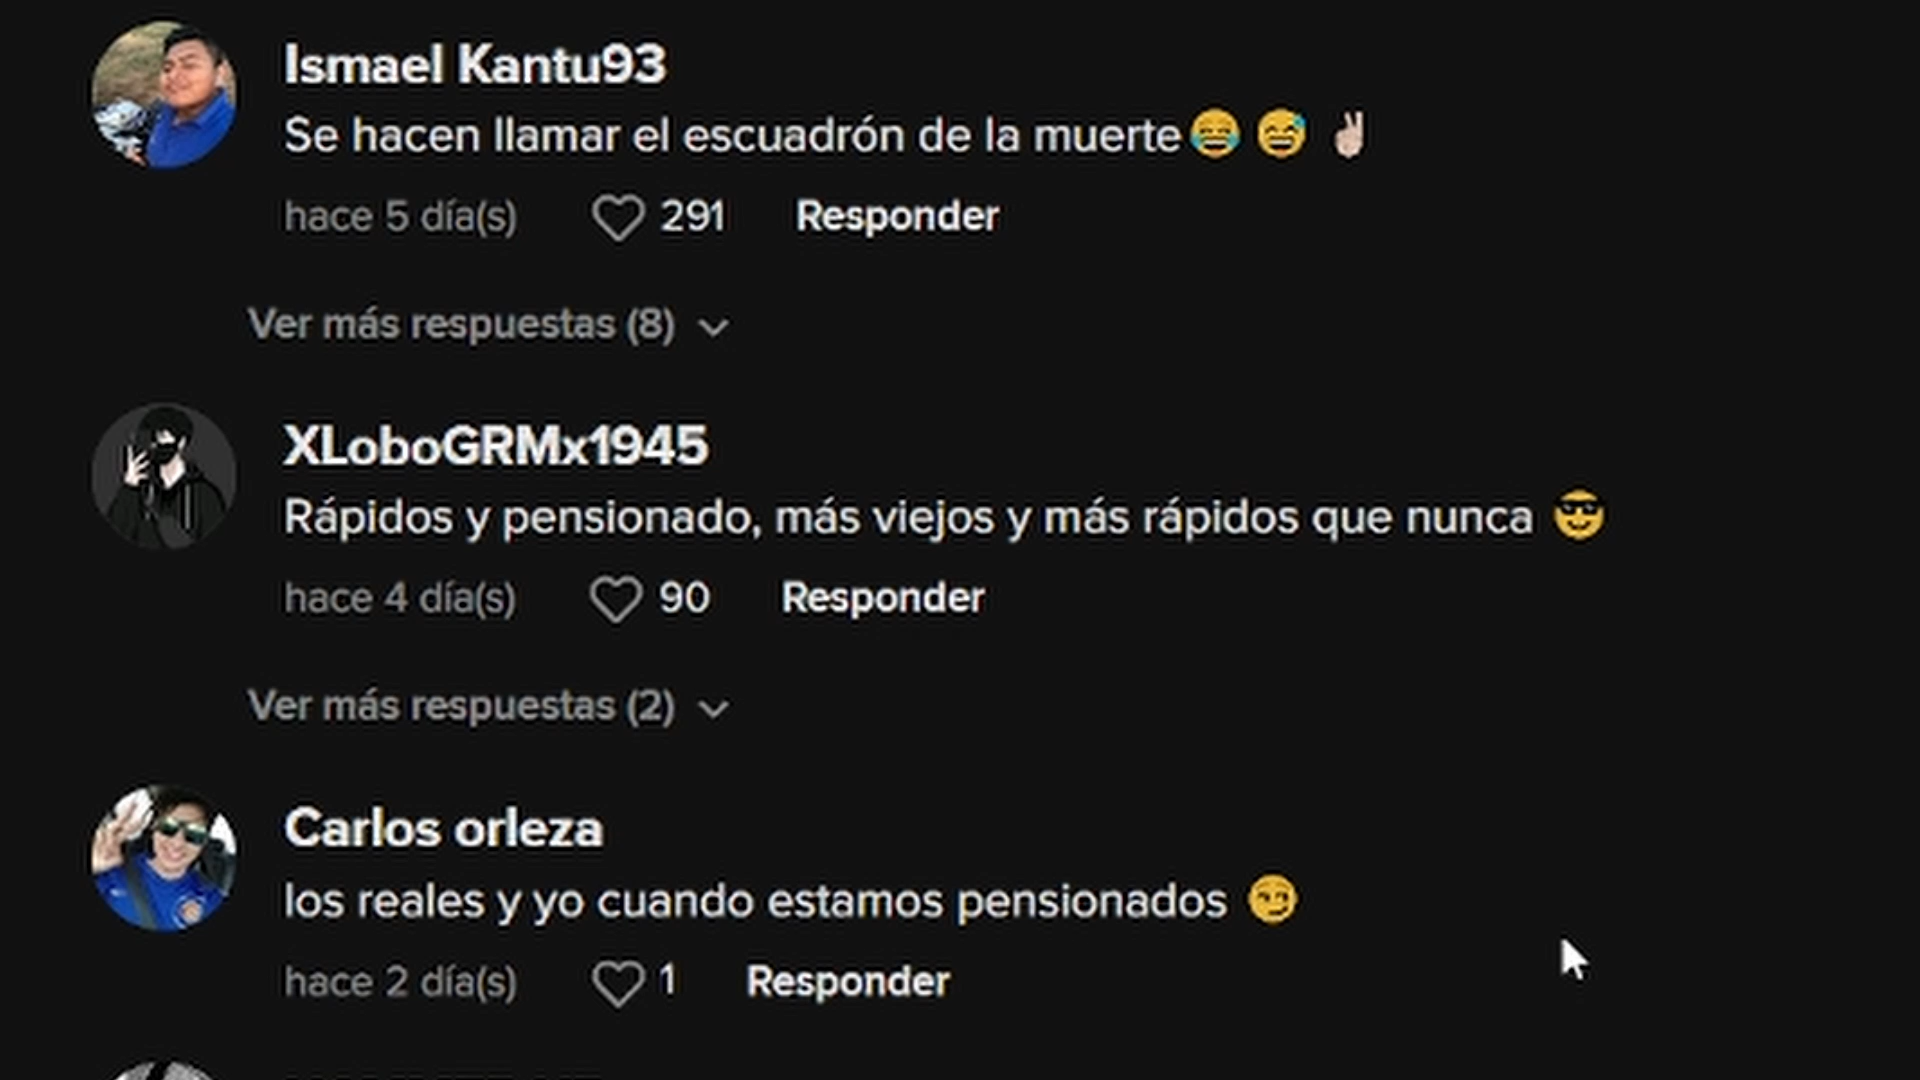 Ismael Kantu93
Se hacen llamar el escuadrón de la muerte😂 😅 ✌🏻
hace 5 día(s) 291 Responder
Ver más respuestas (8)
XLoboGRMx1945
Rápidos y pensionado, más viejos y más rápidos que nunca 😎
hace 4 día(s) 90 Responder
Ver más respuestas (2)
Carlos orleza
los reales y yo cuando estamos pensionados 😏
hace 2 día(s) 1 Responder